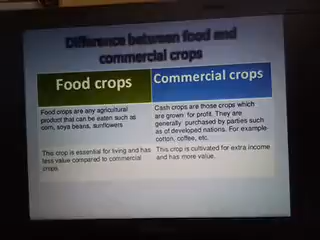 Difference between food and
commercial crops
Food crops
Commercial crops
Food crops are any agricultural
product that can be eaten such as
corn, soya beans, sunflowers
Cash crops are those crops which
are grown for profit. They are
generally purchased by parties such
as of developed nations. For example-
cotton, coffee, etc.
This crop is essential for living and has
less value compared to commercial
crops.
This crop is cultivated for extra income
and has more value.